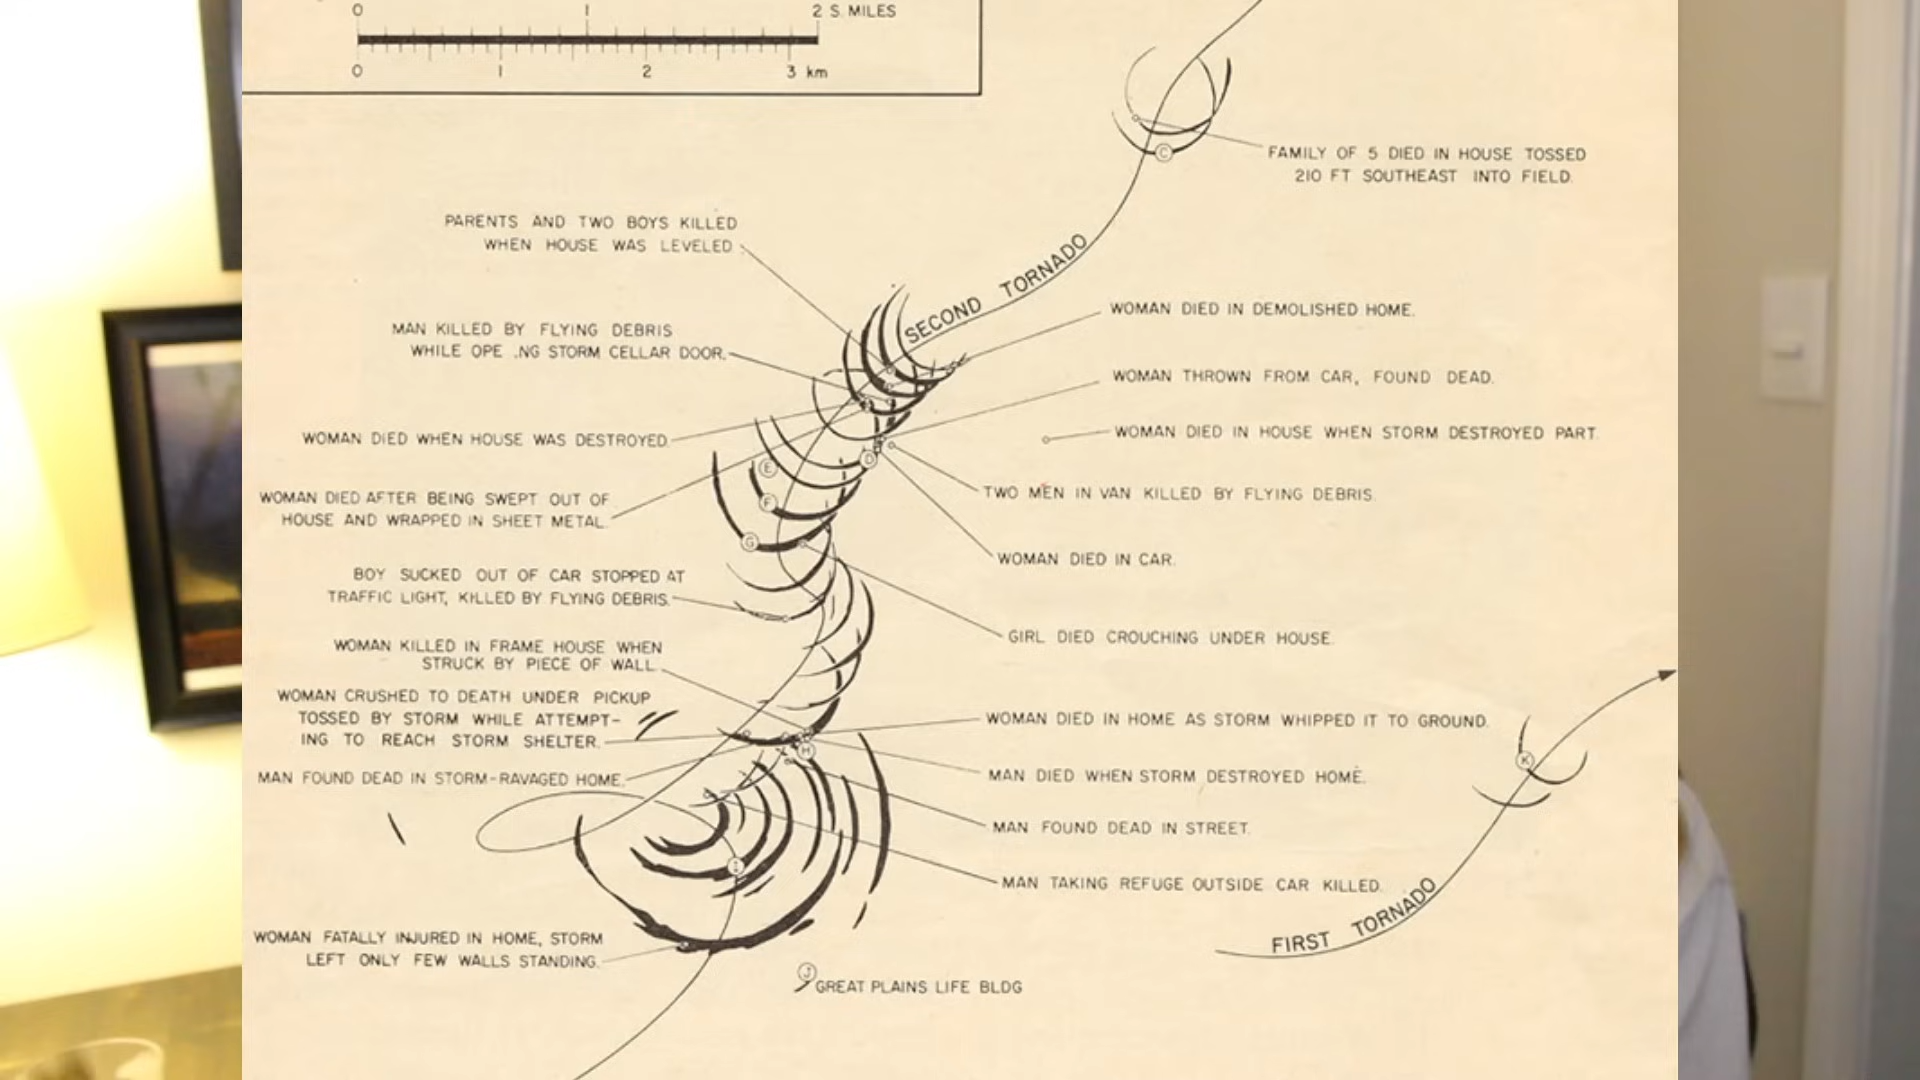 0 1 2 S. MILES
0 1 2 3 km
C
FAMILY OF 5 DIED IN HOUSE TOSSED
210 FT SOUTHEAST INTO FIELD.
PARENTS AND TWO BOYS KILLED
WHEN HOUSE WAS LEVELED.
SECOND TORNADO
WOMAN DIED IN DEMOLISHED HOME.
MAN KILLED BY FLYING DEBRIS
WHILE OPE .NG STORM CELLAR DOOR.
WOMAN THROWN FROM CAR, FOUND DEAD.
WOMAN DIED WHEN HOUSE WAS DESTROYED.
WOMAN DIED IN HOUSE WHEN STORM DESTROYED PART.
D
E
WOMAN DIED AFTER BEING SWEPT OUT OF
HOUSE AND WRAPPED IN SHEET METAL.
F
TWO MEN IN VAN KILLED BY FLYING DEBRIS.
G
WOMAN DIED IN CAR.
BOY SUCKED OUT OF CAR STOPPED AT
TRAFFIC LIGHT, KILLED BY FLYING DEBRIS.
GIRL DIED CROUCHING UNDER HOUSE.
WOMAN KILLED IN FRAME HOUSE WHEN
STRUCK BY PIECE OF WALL.
WOMAN CRUSHED TO DEATH UNDER PICKUP
TOSSED BY STORM WHILE ATTEMPT-
ING TO REACH STORM SHELTER.
WOMAN DIED IN HOME AS STORM WHIPPED IT TO GROUND.
H
K
MAN FOUND DEAD IN STORM-RAVAGED HOME.
MAN DIED WHEN STORM DESTROYED HOME.
MAN FOUND DEAD IN STREET.
I
MAN TAKING REFUGE OUTSIDE CAR KILLED.
FIRST TORNADO
WOMAN FATALLY INJURED IN HOME, STORM
LEFT ONLY FEW WALLS STANDING.
J
GREAT PLAINS LIFE BLDG